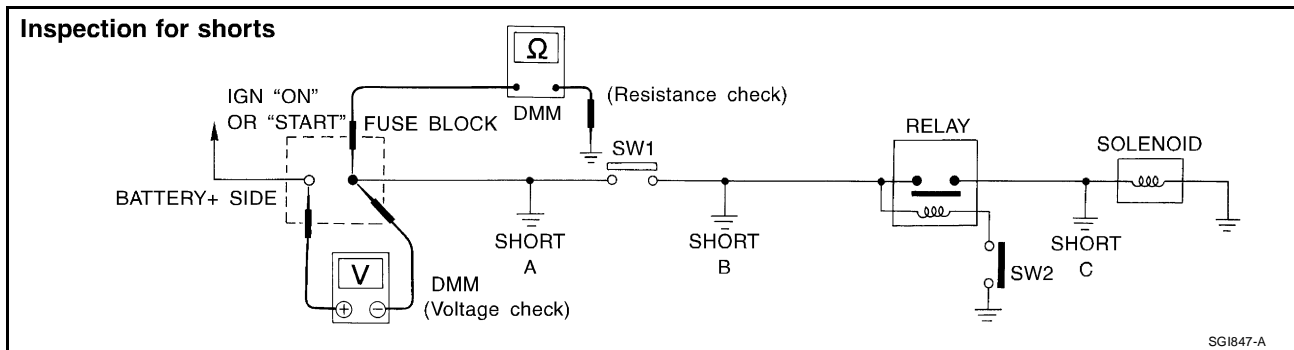 Inspection for shorts
Ω
IGN “ON”
OR “START”
FUSE BLOCK
DMM
(Resistance check)
SW1
RELAY
SOLENOID
BATTERY+ SIDE
SHORT
A
SHORT
B
SHORT
C
SW2
V
+ −
DMM
(Voltage check)
SGI847-A